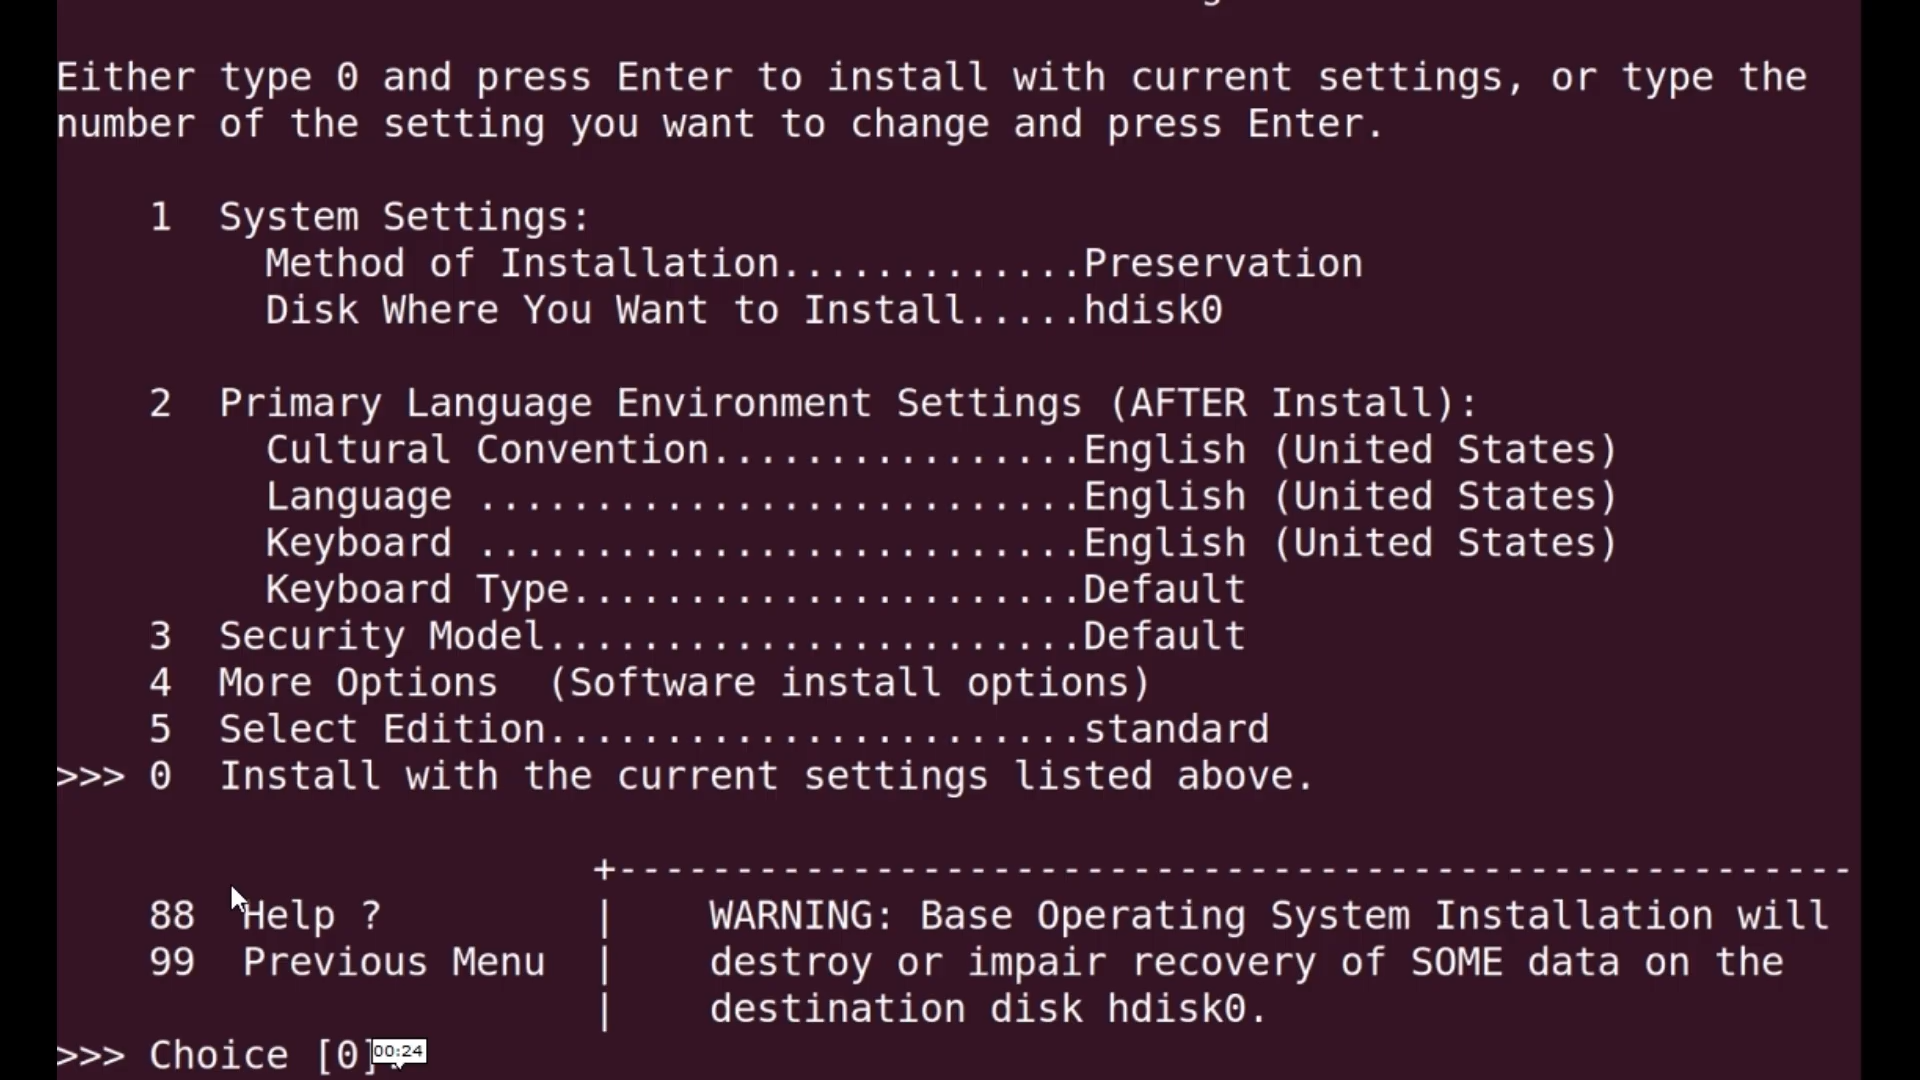 Either type 0 and press Enter to install with current settings, or type the
number of the setting you want to change and press Enter.
1 System Settings:
Method of Installation.............Preservation
Disk Where You Want to Install.....hdisk0
2 Primary Language Environment Settings (AFTER Install):
Cultural Convention................English (United States)
Language ..........................English (United States)
Keyboard ..........................English (United States)
Keyboard Type......................Default
3 Security Model.......................Default
4 More Options (Software install options)
5 Select Edition.......................standard
>>> 0 Install with the current settings listed above.
+-----------------------------------------------------
88 Help ? | WARNING: Base Operating System Installation will
99 Previous Menu | destroy or impair recovery of SOME data on the
| destination disk hdisk0.
>>> Choice [0]
00:24